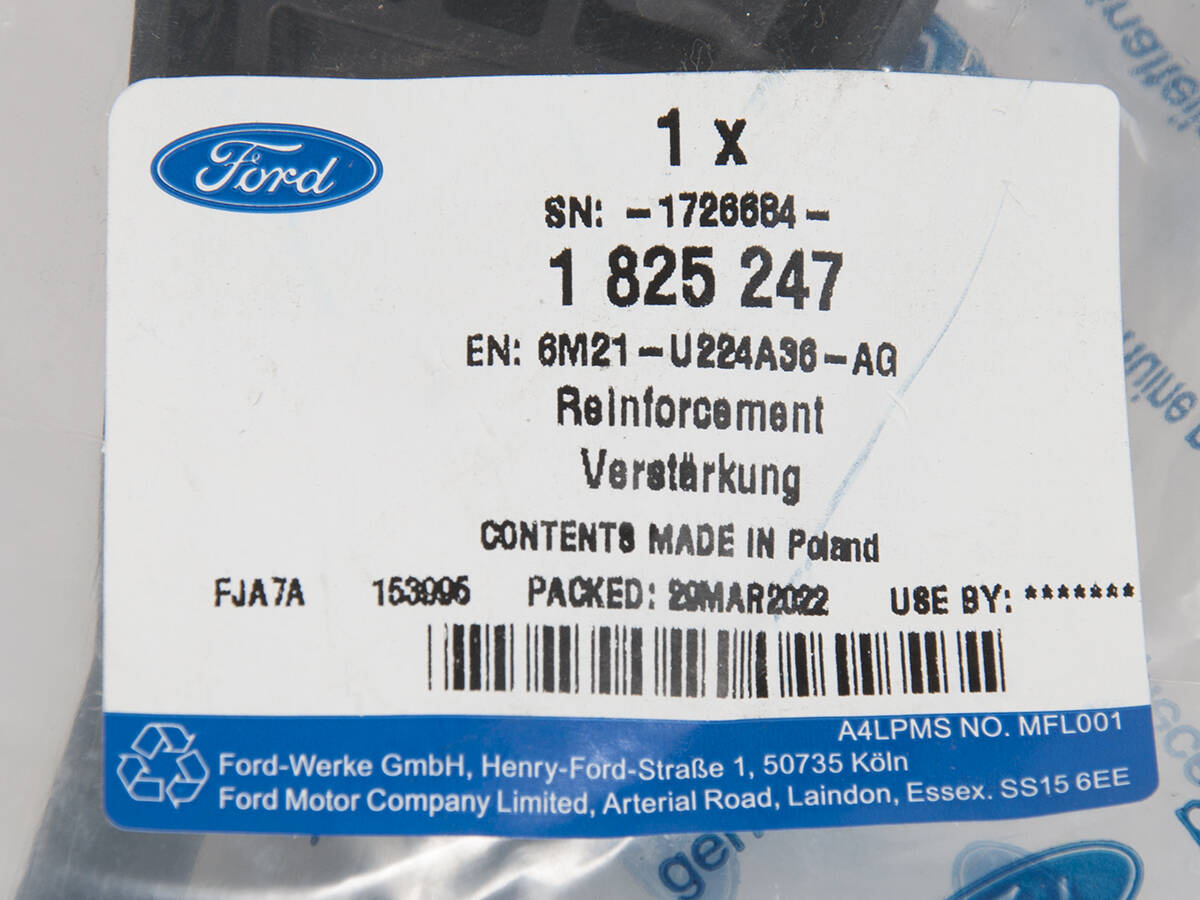 Ford
1 x
SN: -1726684-
1 825 247
EN: 6M21-U224A36-AG
Reinforcement
Verstärkung
CONTENTS MADE IN Poland
FJA7A 153995 PACKED: 29MAR2022 USE BY: *******
A4LPMS NO. MFL001
Ford-Werke GmbH, Henry-Ford-Straße 1, 50735 Köln
Ford Motor Company Limited, Arterial Road, Laindon, Essex. SS15 6EE